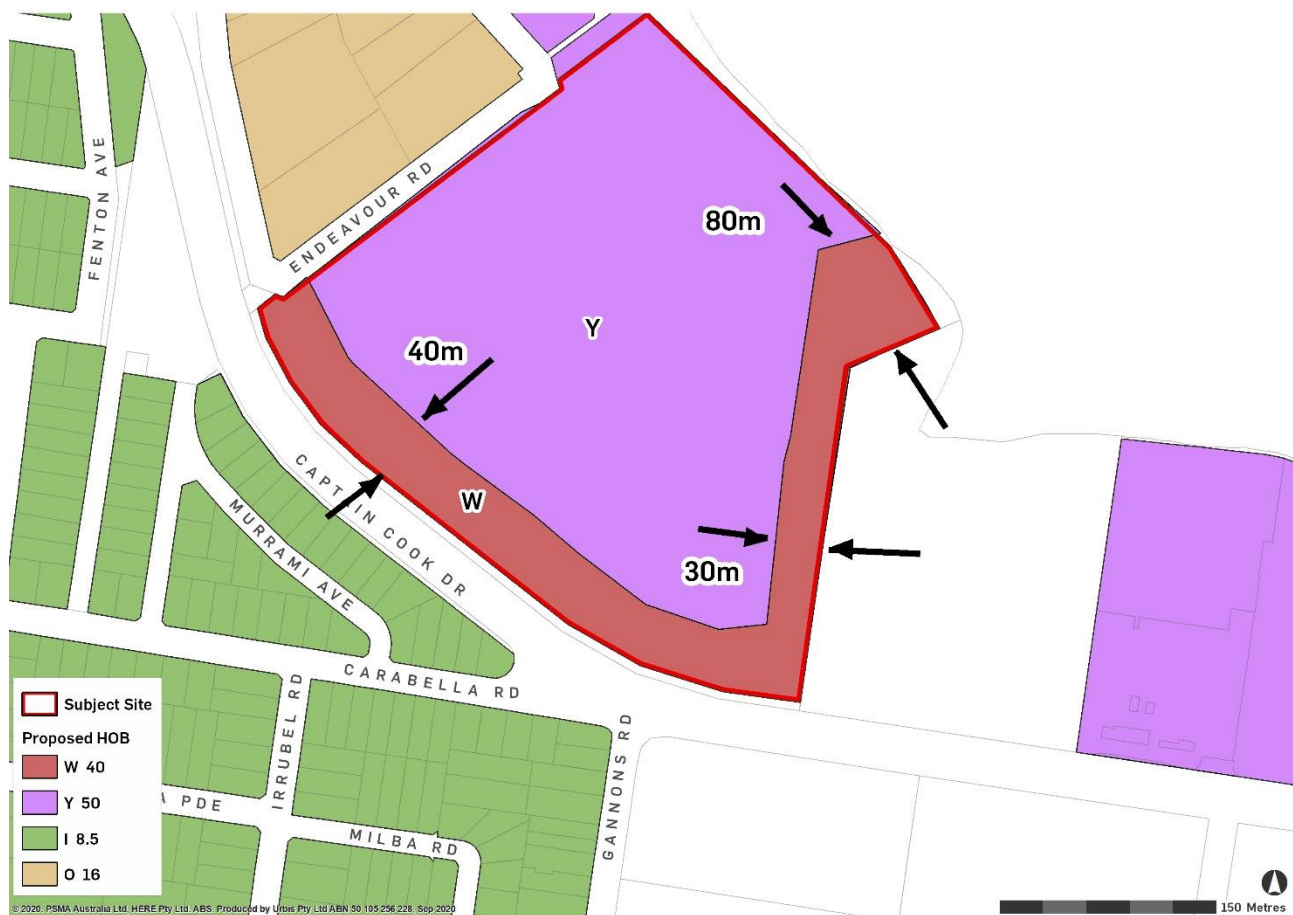 FENTON AVE
ENDEAVOUR RD
80m
Y
40m
W
CAPT IN COOK DR
MURRAMI AVE
30m
CARABELLA RD
IRRUBEL RD
GANNONS RD
A PDE
MILBA RD
Subject Site
Proposed HOB
W 40
Y 50
I 8.5
O 16
© 2020. PSMA Australia Ltd, HERE Pty Ltd. ABS. Produced by Urbis Pty Ltd ABN 50 105 256 228, Sep 2020
150 Metres